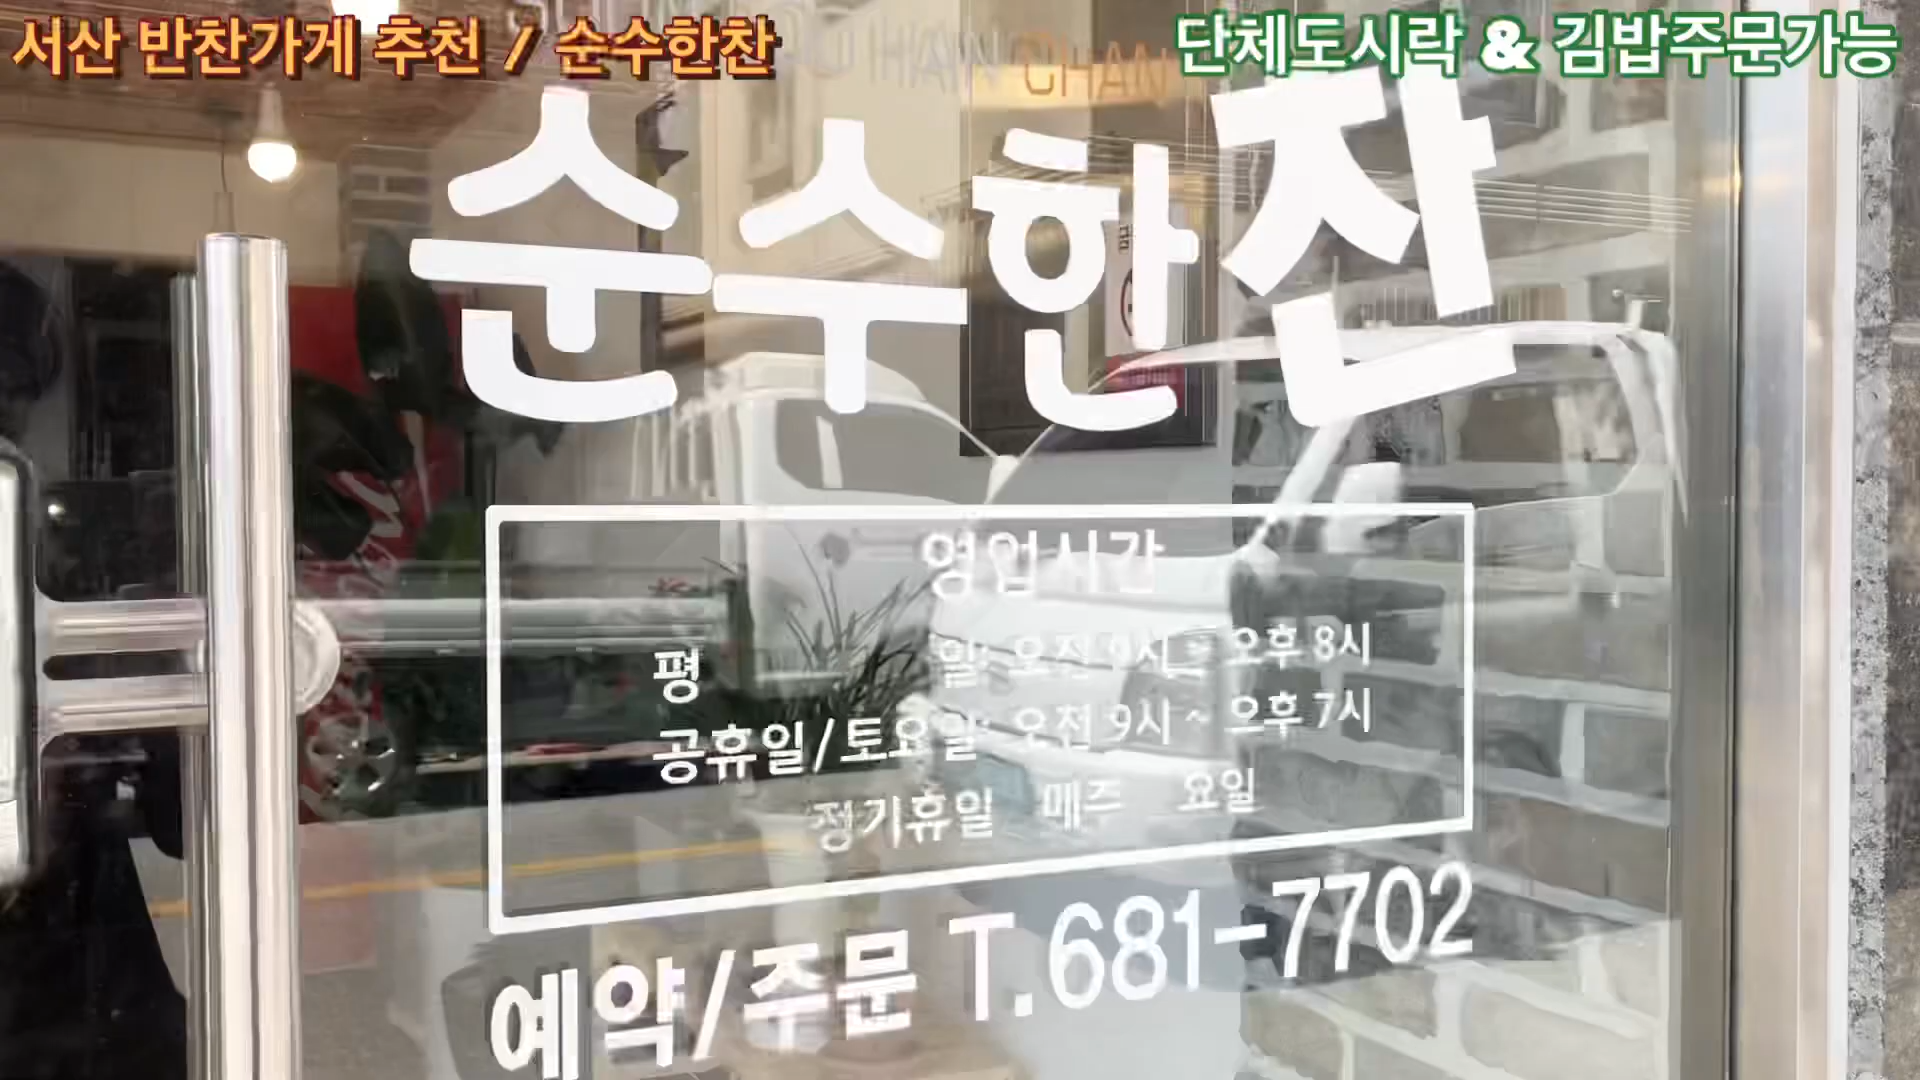 서산 반찬가게 추천 / 순수한찬
단체도시락 & 김밥주문가능
HAN CHAN
순수한찬
영업시간
평 일: 오전 9시 ~ 오후 8시
공휴일/토요일: 오전 9시 ~ 오후 7시
정기휴일 매주 요일
예약/주문 T.681-7702